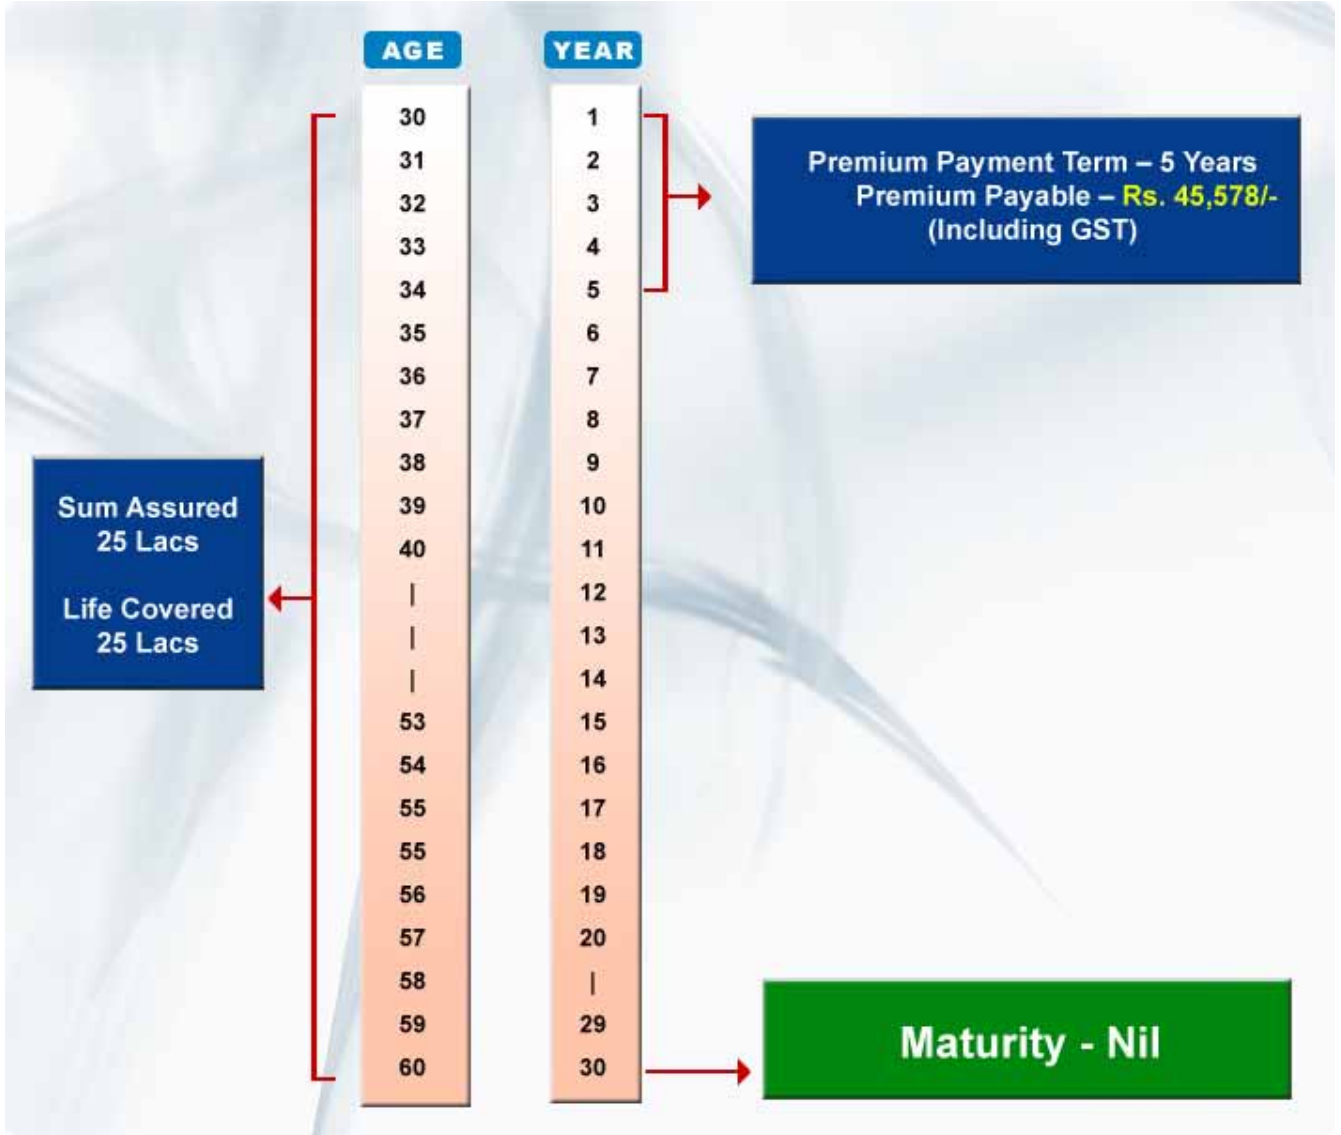 AGE YEAR
30 1
31 2
32 3
33 4
34 5
35 6
36 7
37 8
38 9
39 10
40 11
| 12
| 13
| 14
53 15
54 16
55 17
55 18
56 19
57 20
58 |
59 29
60 30
Premium Payment Term – 5 Years
Premium Payable – Rs. 45,578/-
(Including GST)
Sum Assured
25 Lacs
Life Covered
25 Lacs
Maturity - Nil